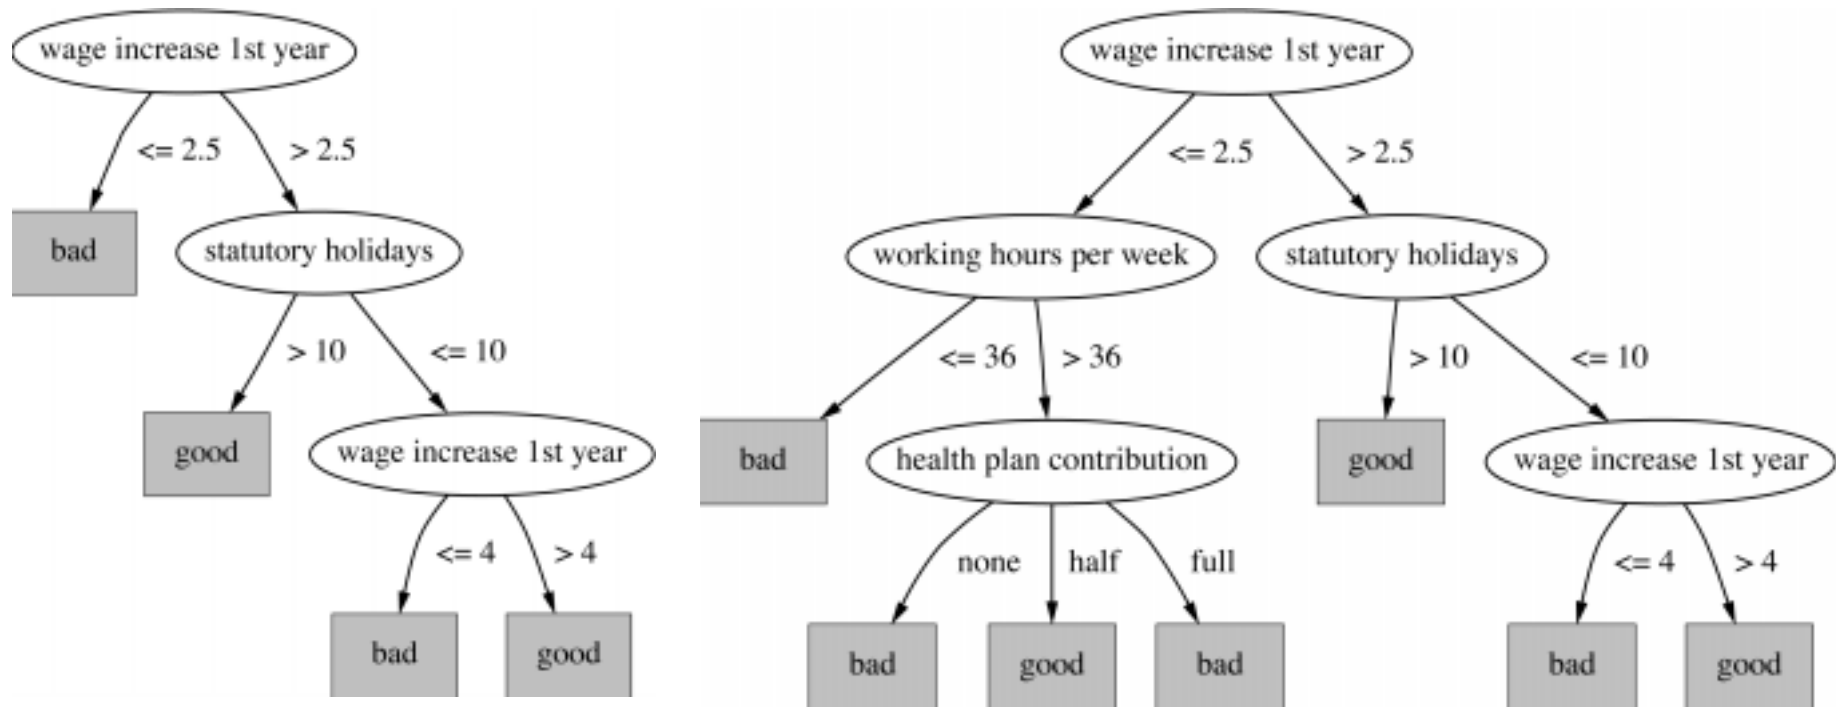 wage increase 1st year
<= 2.5
> 2.5
bad
statutory holidays
> 10
<= 10
good
wage increase 1st year
<= 4
> 4
bad
good
wage increase 1st year
<= 2.5
> 2.5
working hours per week
statutory holidays
<= 36
> 36
> 10
<= 10
bad
health plan contribution
good
wage increase 1st year
none
half
full
<= 4
> 4
bad
good
bad
bad
good